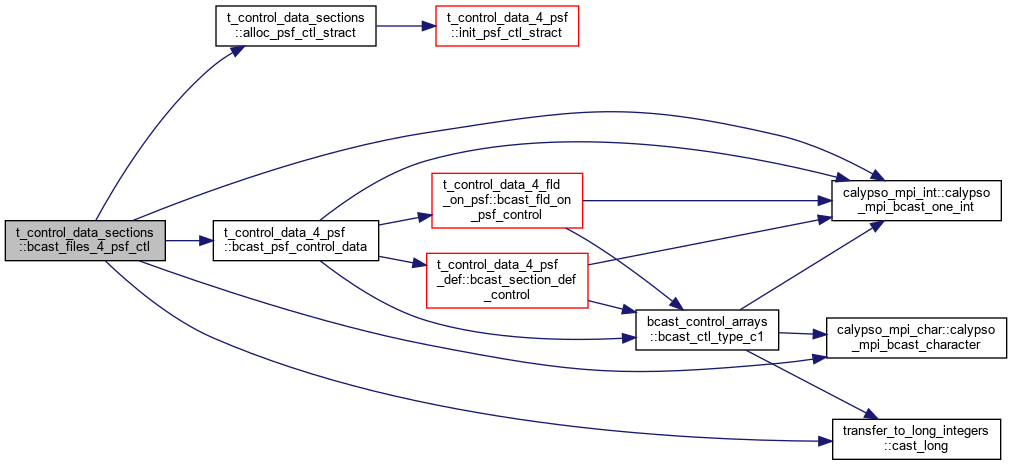 t_control_data_sections
::alloc_psf_ctl_stract
t_control_data_4_psf
::init_psf_ctl_stract
t_control_data_sections
::bcast_files_4_psf_ctl
t_control_data_4_psf
::bcast_psf_control_data
t_control_data_4_fld
_on_psf::bcast_fld_on
_psf_control
t_control_data_4_psf
_def::bcast_section_def
_control
bcast_control_arrays
::bcast_ctl_type_c1
calypso_mpi_int::calypso
_mpi_bcast_one_int
calypso_mpi_char::calypso
_mpi_bcast_character
transfer_to_long_integers
::cast_long